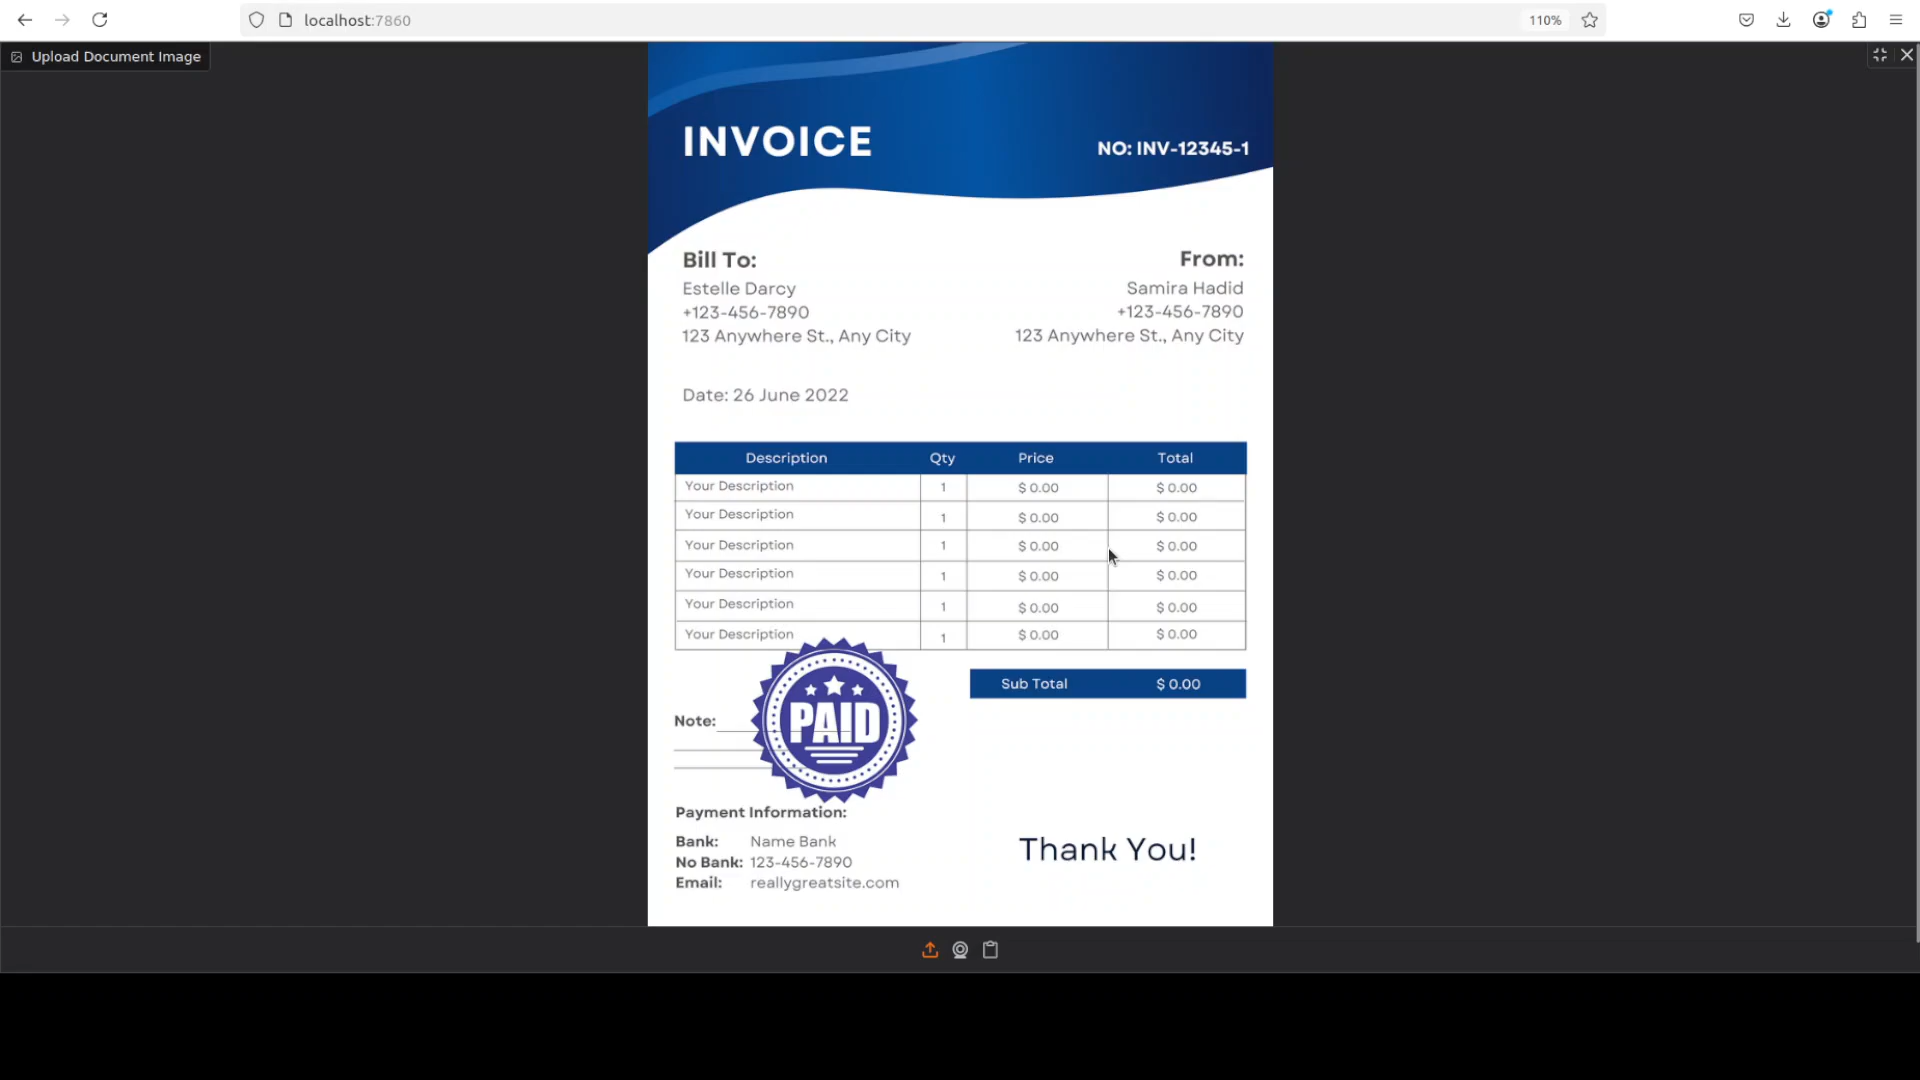 localhost:7860
110%
Upload Document Image
INVOICE
NO: INV-12345-1
Bill To:
From:
Estelle Darcy
Samira Hadid
+123-456-7890
+123-456-7890
123 Anywhere St., Any City
123 Anywhere St., Any City
Date: 26 June 2022
Description Qty Price Total
Your Description 1 $ 0.00 $ 0.00
Your Description 1 $ 0.00 $ 0.00
Your Description 1 $ 0.00 $ 0.00
Your Description 1 $ 0.00 $ 0.00
Your Description 1 $ 0.00 $ 0.00
Your Description 1 $ 0.00 $ 0.00
Sub Total $ 0.00
Note:
PAID
Payment Information:
Bank: Name Bank
No Bank: 123-456-7890
Email: reallygreatsite.com
Thank You!